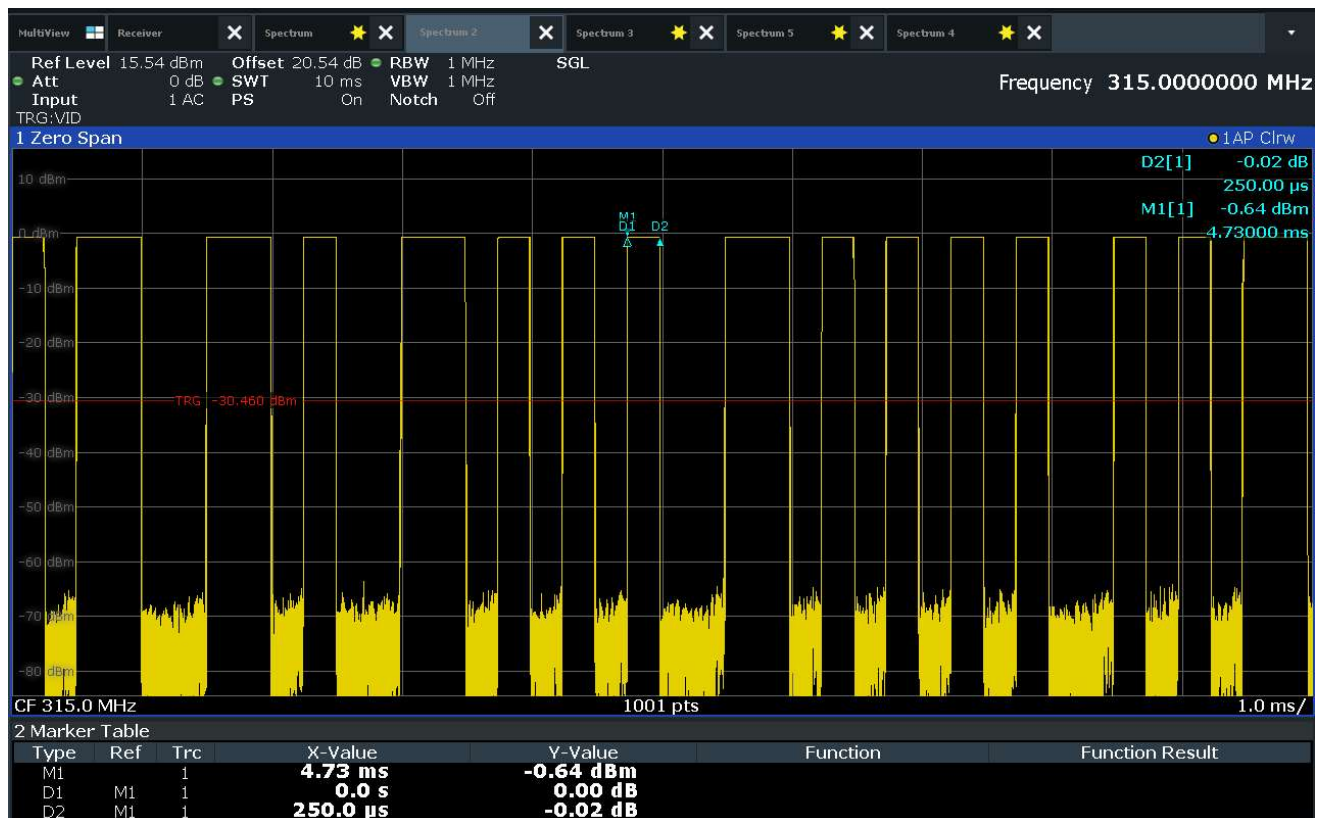 MultiView Receiver Spectrum Spectrum 2 Spectrum 3 Spectrum 5 Spectrum 4
Ref Level 15.54 dBm Offset 20.54 dB RBW 1 MHz SGL
Att 0 dB SWT 10 ms VBW 1 MHz Frequency 315.0000000 MHz
Input 1 AC PS On Notch Off
TRG:VID
1 Zero Span 1AP Clrw
D2[1] -0.02 dB
10 dBm 250.00 µs
M1[1] -0.64 dBm
M1
D1 D2
0 dBm 4.73000 ms
-10 dBm
-20 dBm
-30 dBm TRG -30.460 dBm
-40 dBm
-50 dBm
-60 dBm
-70 dBm
-80 dBm
CF 315.0 MHz 1001 pts 1.0 ms/
2 Marker Table
Type Ref Trc X-Value Y-Value Function Function Result
M1 1 4.73 ms -0.64 dBm
D1 M1 1 0.0 s 0.00 dB
D2 M1 1 250.0 µs -0.02 dB